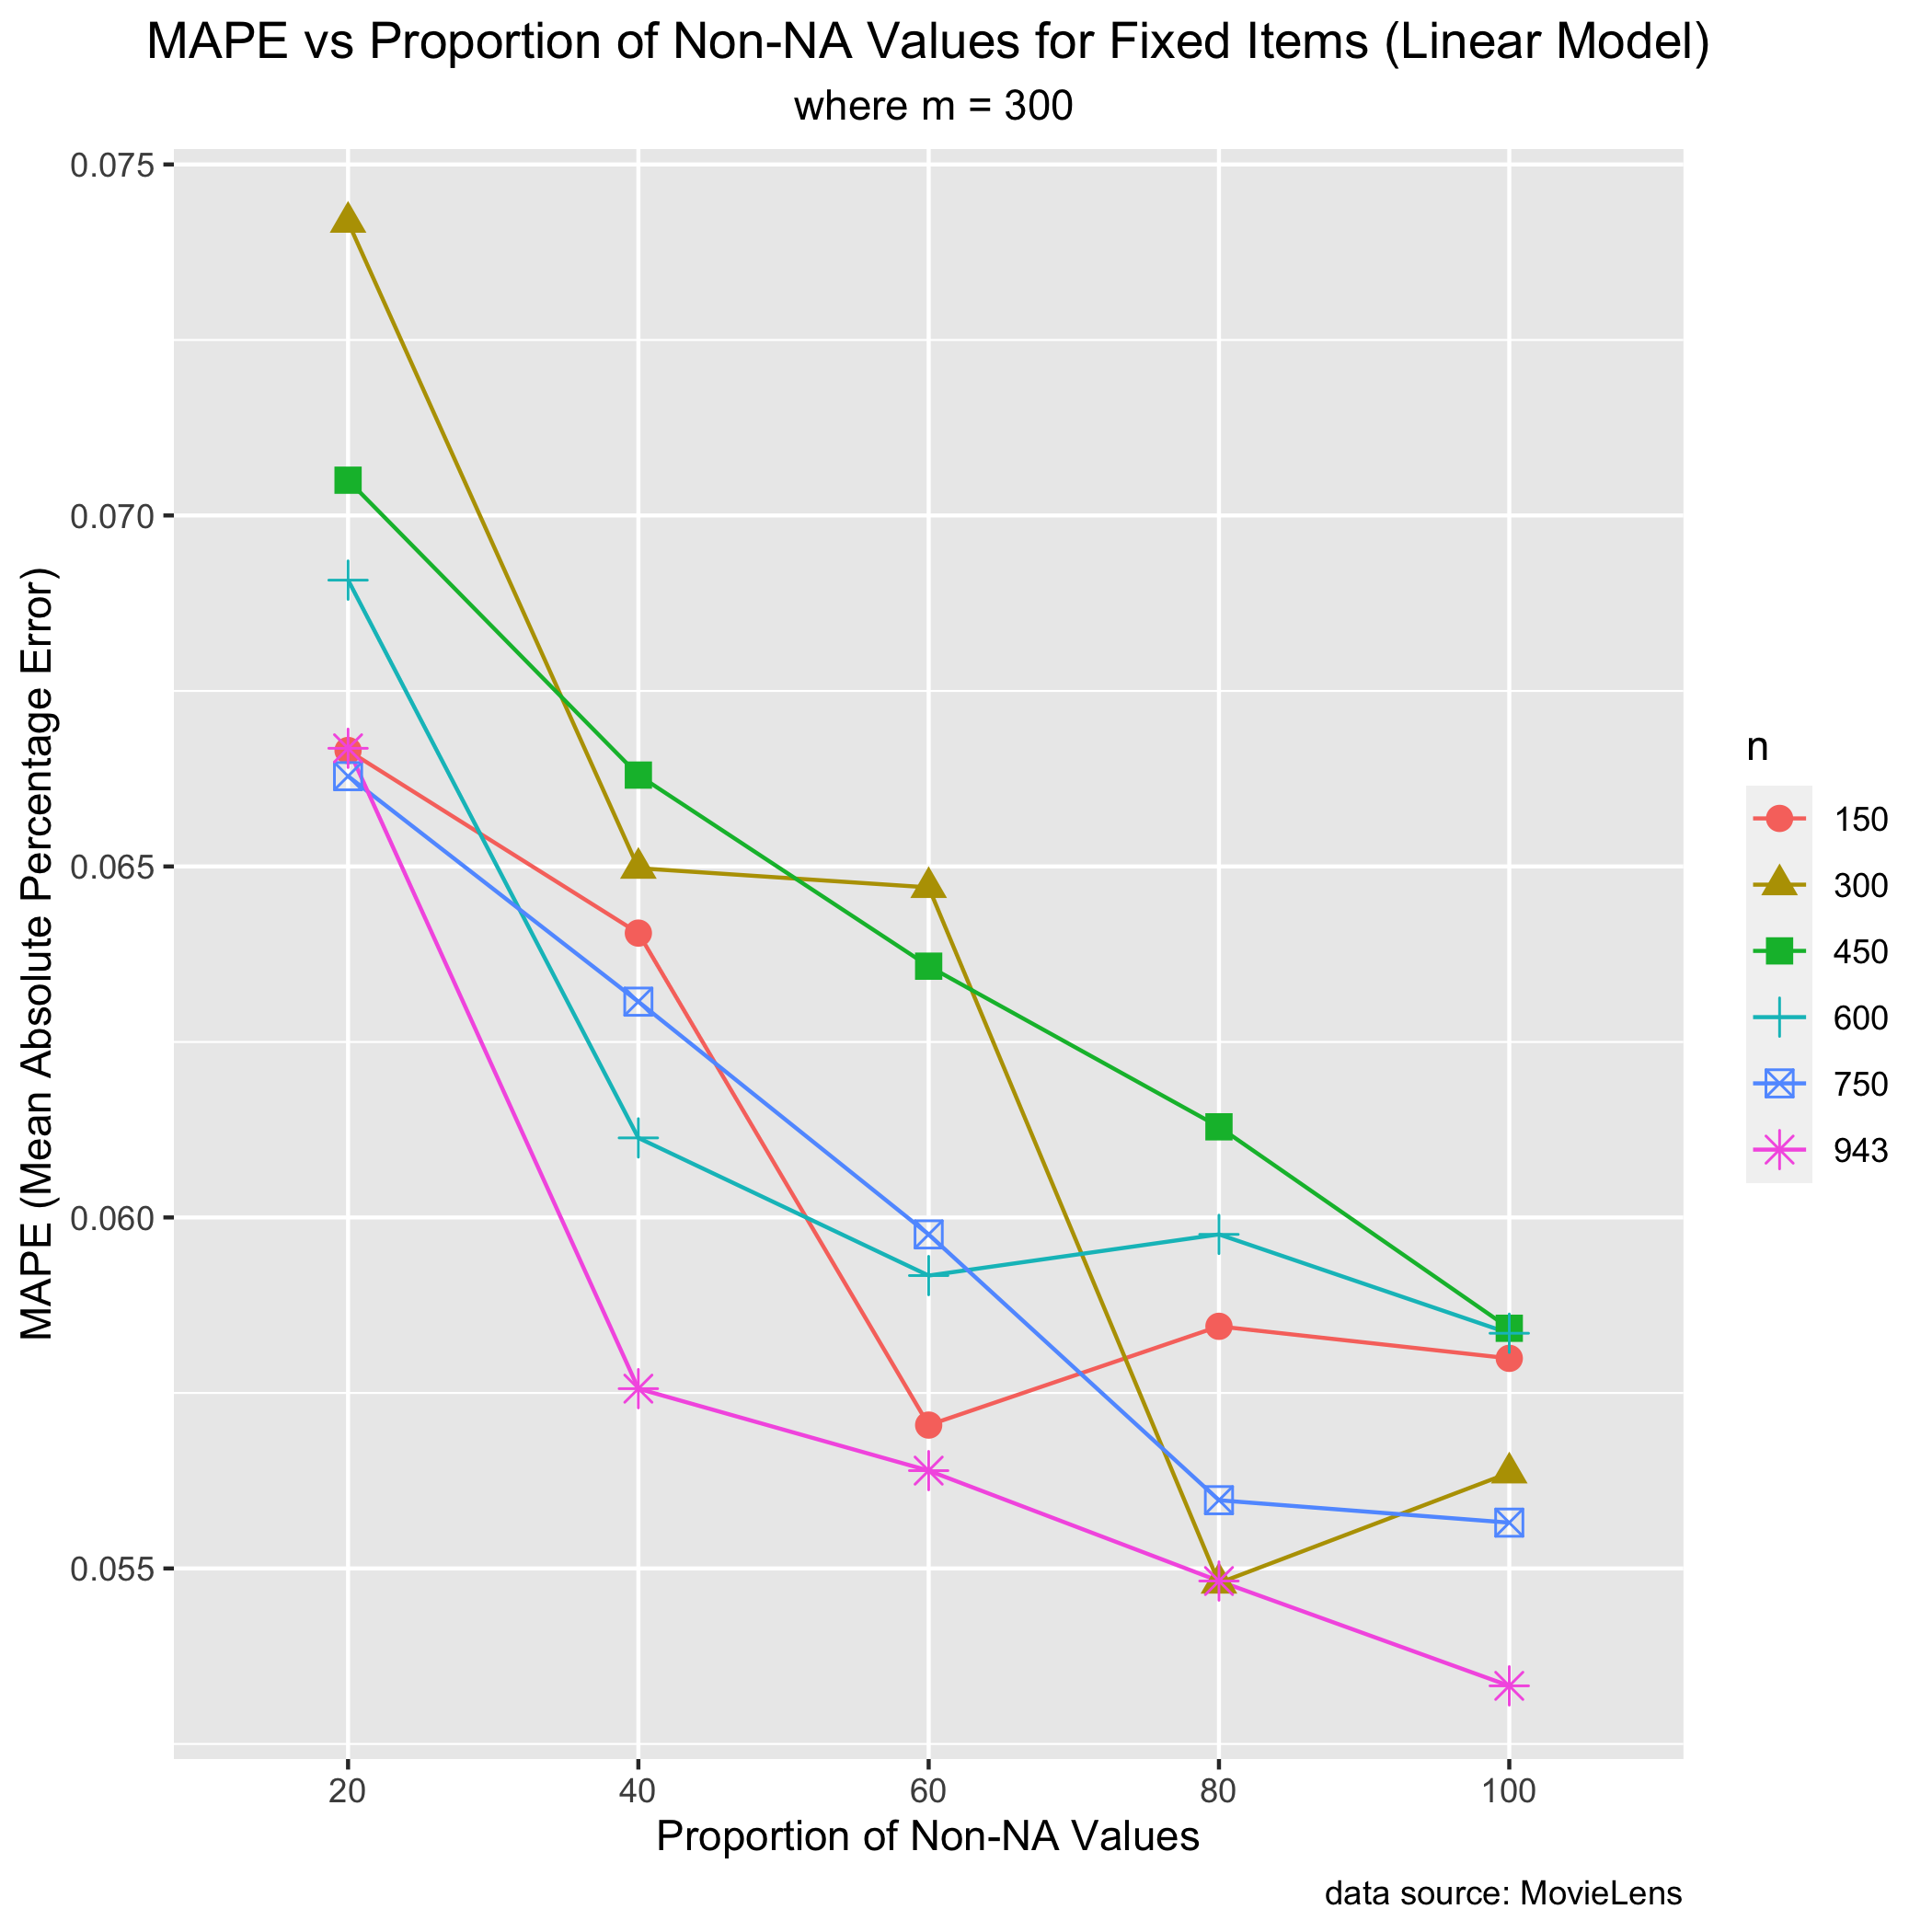 MAPE vs Proportion of Non-NA Values for Fixed Items (Linear Model)
where m = 300
MAPE (Mean Absolute Percentage Error)
0.075
0.070
0.065
0.060
0.055
20 40 60 80 100
Proportion of Non-NA Values
n
150
300
450
600
750
943
data source: MovieLens